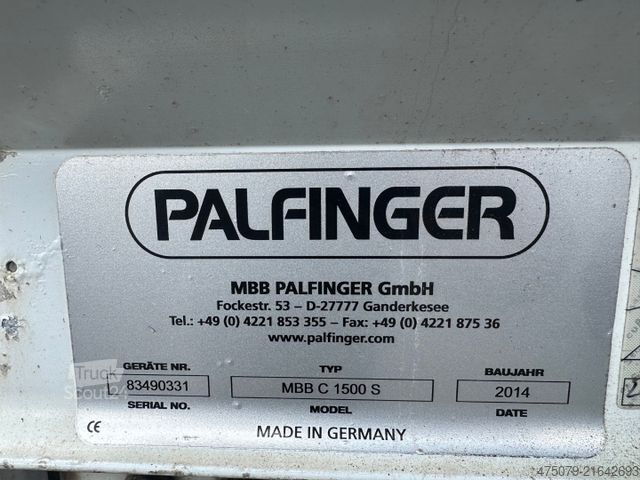 PALFINGER
MBB PALFINGER GmbH
Fockestr. 53 – D-27777 Ganderkesee
Tel.: +49 (0) 4221 853 355 – Fax: +49 (0) 4221 875 36
www.palfinger.com
GERÄTE NR. TYP BAUJAHR
83490331 MBB C 1500 S 2014
SERIAL NO. MODEL DATE
CE MADE IN GERMANY
Truck
Scout24
475079-21642693